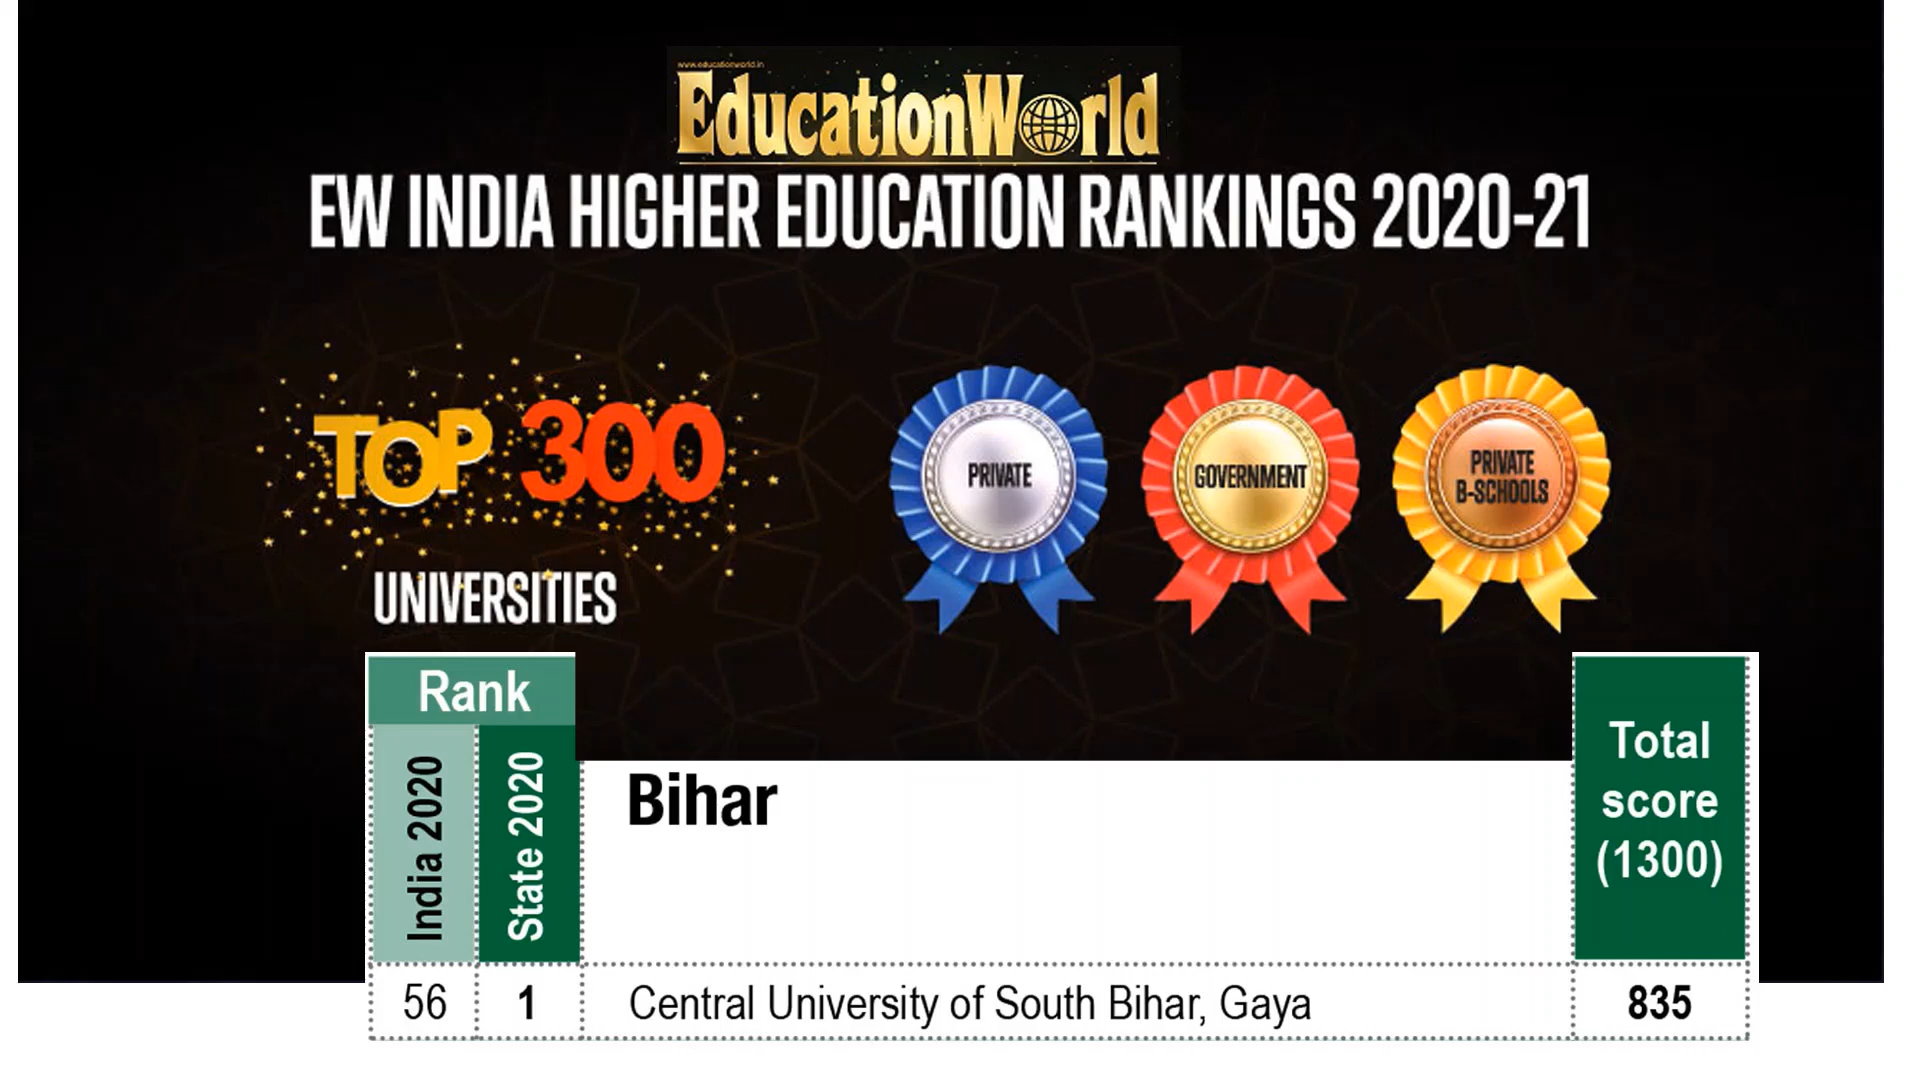 www.educationworld.in
EducationWorld
EW INDIA HIGHER EDUCATION RANKINGS 2020-21
TOP 300
UNIVERSITIES
PRIVATE
GOVERNMENT
PRIVATE
B-SCHOOLS
Rank
India 2020
State 2020
Bihar
Total
score
(1300)
56 1 Central University of South Bihar, Gaya 835